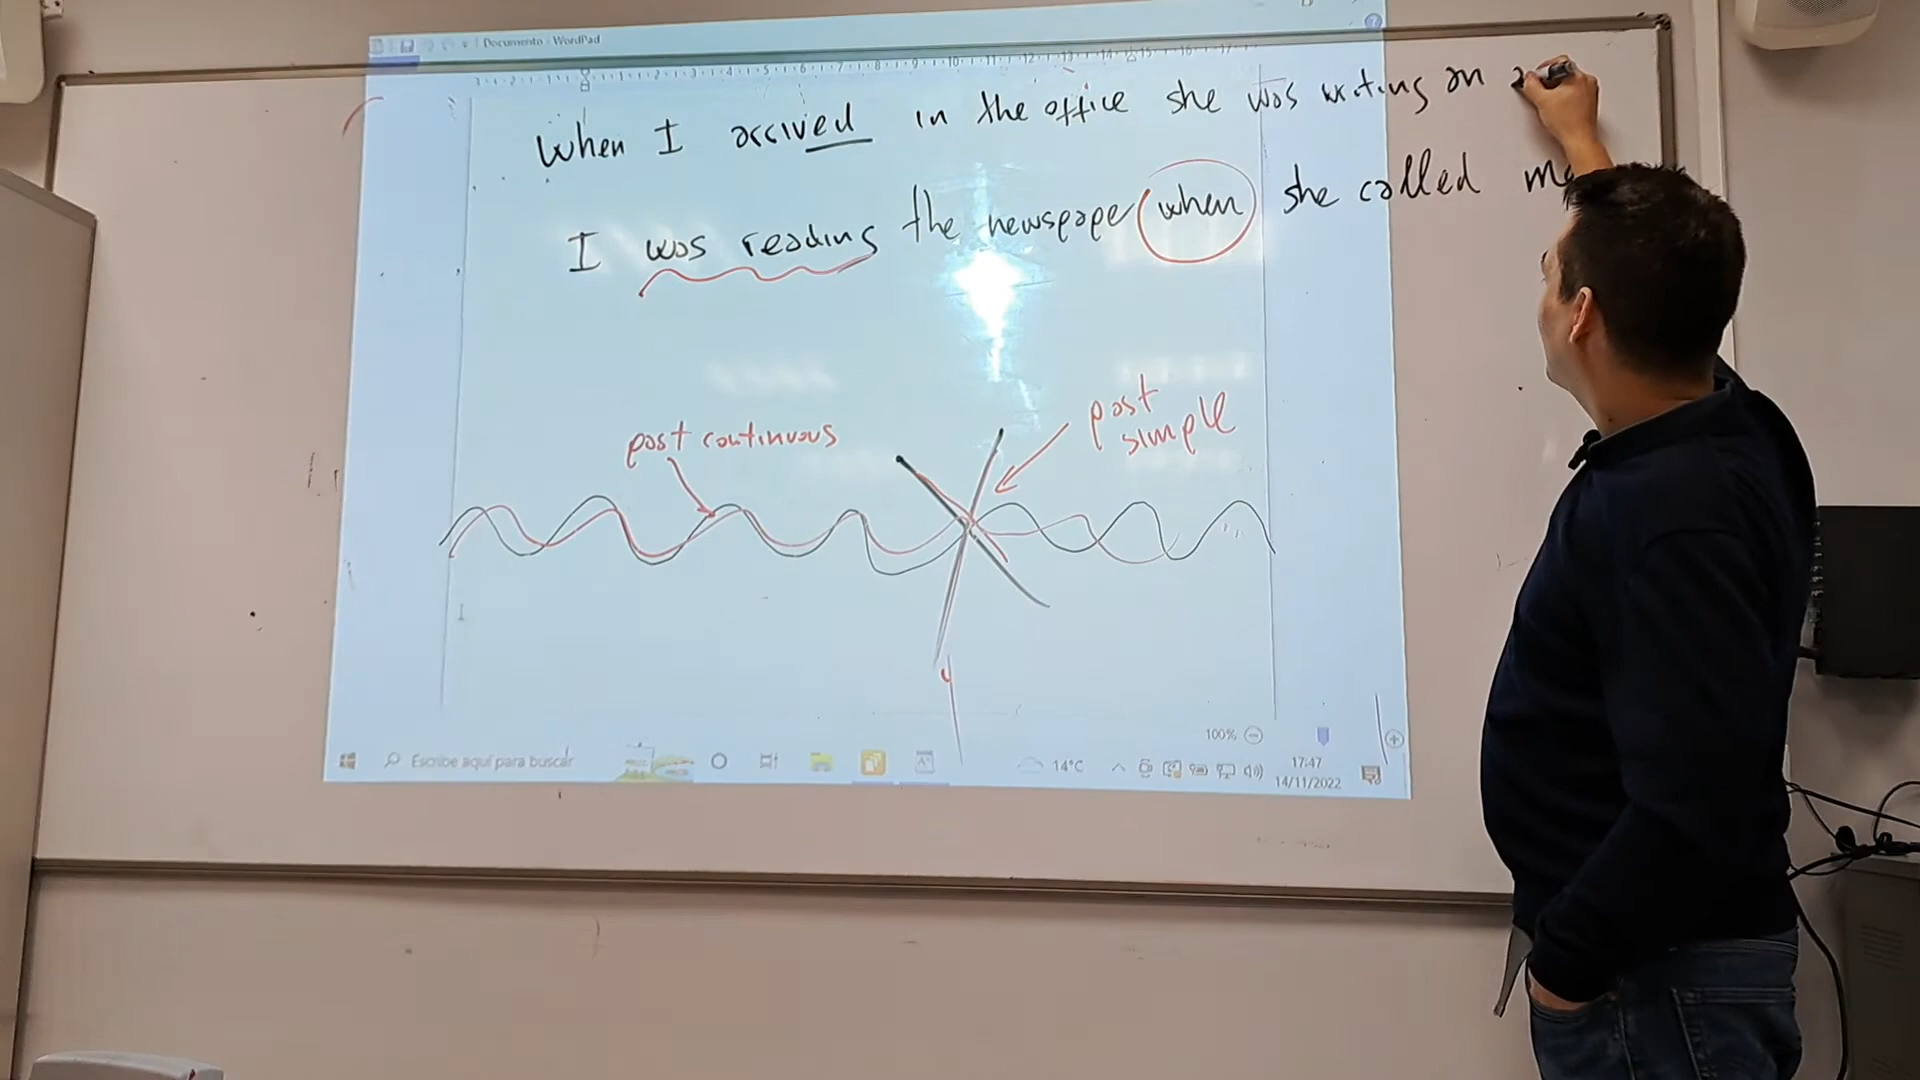 Documento - WordPad
When I arrived in the office she was writing on a
I was reading the newspaper when she called me
past continuous
past
simple
100%
Escribe aquí para buscar
14°C
17:47
14/11/2022